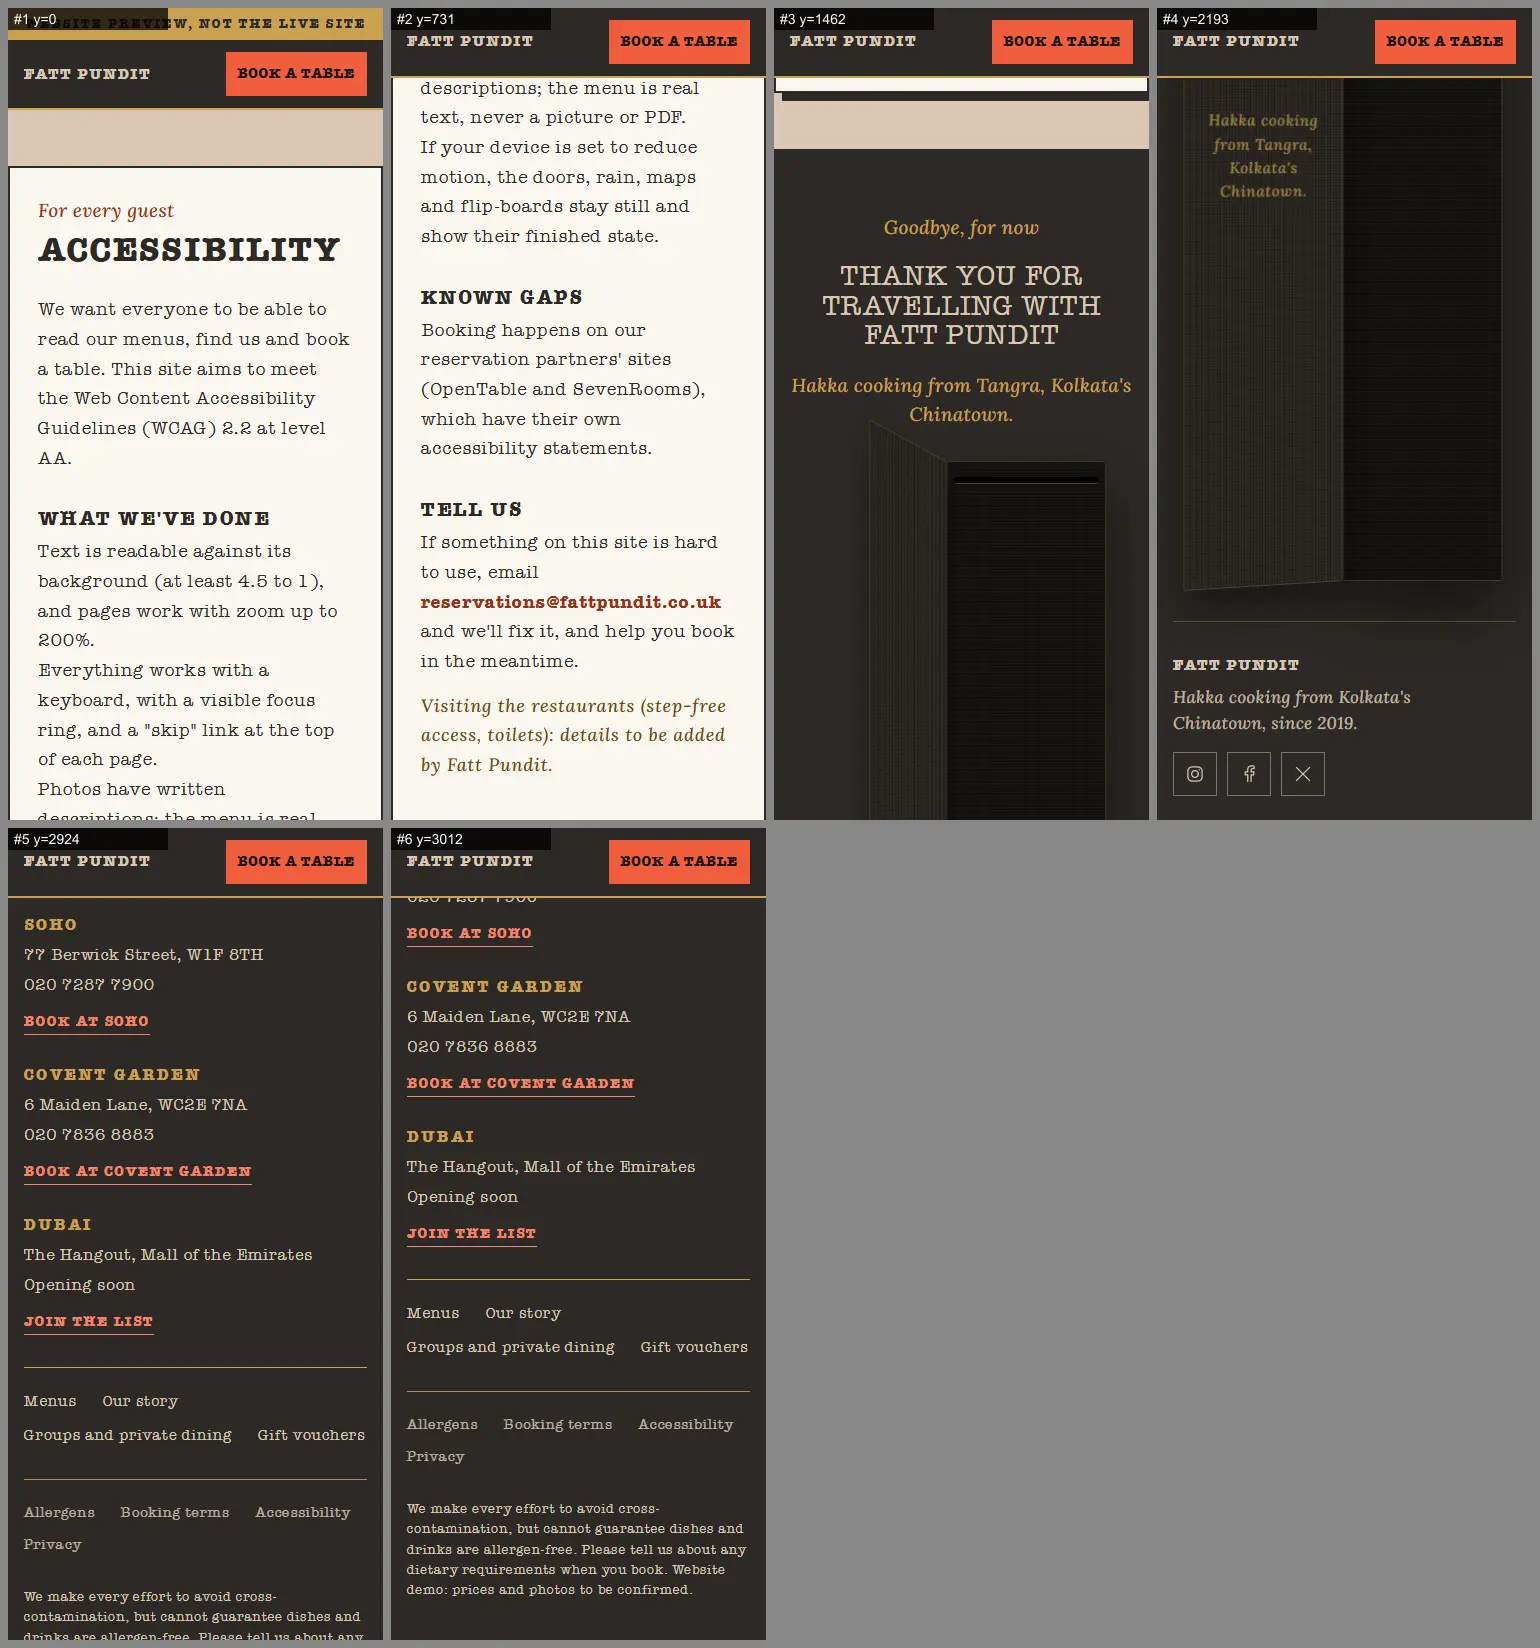 #1 y=0
PREVIEW, NOT THE LIVE SITE
FATT PUNDIT
BOOK A TABLE
For every guest
ACCESSIBILITY
We want everyone to be able to
read our menus, find us and book
a table. This site aims to meet
the Web Content Accessibility
Guidelines (WCAG) 2.2 at level
AA.
WHAT WE'VE DONE
Text is readable against its
background (at least 4.5 to 1),
and pages work with zoom up to
200%.
Everything works with a
keyboard, with a visible focus
ring, and a "skip" link at the top
of each page.
Photos have written
descriptions; the menu is real
#2 y=731
FATT PUNDIT
BOOK A TABLE
descriptions; the menu is real
text, never a picture or PDF.
If your device is set to reduce
motion, the doors, rain, maps
and flip-boards stay still and
show their finished state.
KNOWN GAPS
Booking happens on our
reservation partners' sites
(OpenTable and SevenRooms),
which have their own
accessibility statements.
TELL US
If something on this site is hard
to use, email
reservations@fattpundit.co.uk
and we'll fix it, and help you book
in the meantime.
Visiting the restaurants (step-free
access, toilets): details to be added
by Fatt Pundit.
#3 y=1462
FATT PUNDIT
BOOK A TABLE
Goodbye, for now
THANK YOU FOR
TRAVELLING WITH
FATT PUNDIT
Hakka cooking from Tangra, Kolkata's
Chinatown.
#4 y=2193
FATT PUNDIT
BOOK A TABLE
Hakka cooking
from Tangra,
Kolkata's
Chinatown.
FATT PUNDIT
Hakka cooking from Kolkata's
Chinatown, since 2019.
#5 y=2924
FATT PUNDIT
BOOK A TABLE
SOHO
77 Berwick Street, W1F 8TH
020 7287 7900
BOOK AT SOHO
COVENT GARDEN
6 Maiden Lane, WC2E 7NA
020 7836 8883
BOOK AT COVENT GARDEN
DUBAI
The Hangout, Mall of the Emirates
Opening soon
JOIN THE LIST
Menus Our story
Groups and private dining Gift vouchers
Allergens Booking terms Accessibility
Privacy
We make every effort to avoid cross-
contamination, but cannot guarantee dishes and
drinks are allergen-free. Please tell us about any
#6 y=3012
FATT PUNDIT
BOOK A TABLE
020 7287 7900
BOOK AT SOHO
COVENT GARDEN
6 Maiden Lane, WC2E 7NA
020 7836 8883
BOOK AT COVENT GARDEN
DUBAI
The Hangout, Mall of the Emirates
Opening soon
JOIN THE LIST
Menus Our story
Groups and private dining Gift vouchers
Allergens Booking terms Accessibility
Privacy
We make every effort to avoid cross-
contamination, but cannot guarantee dishes and
drinks are allergen-free. Please tell us about any
dietary requirements when you book. Website
demo: prices and photos to be confirmed.